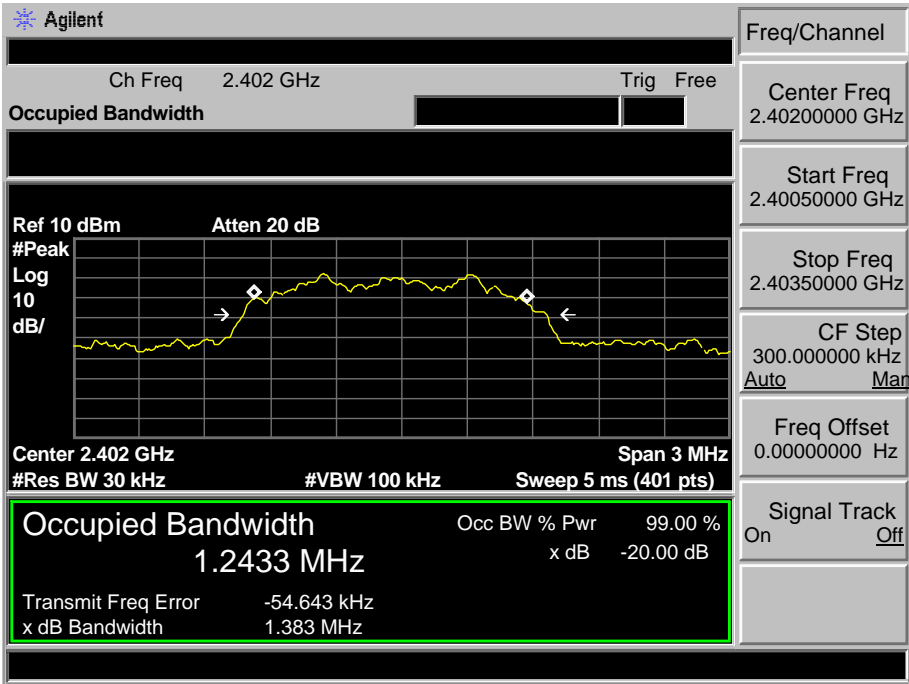 Agilent
Freq/Channel
Ch Freq 2.402 GHz Trig Free
Occupied Bandwidth
Center Freq
2.40200000 GHz
Start Freq
2.40050000 GHz
Stop Freq
2.40350000 GHz
CF Step
300.000000 kHz
Auto Man
Freq Offset
0.00000000 Hz
Signal Track
On Off
Ref 10 dBm Atten 20 dB
#Peak
Log
10
dB/
Center 2.402 GHz Span 3 MHz
#Res BW 30 kHz #VBW 100 kHz Sweep 5 ms (401 pts)
Occupied Bandwidth Occ BW % Pwr 99.00 %
1.2433 MHz x dB -20.00 dB
Transmit Freq Error -54.643 kHz
x dB Bandwidth 1.383 MHz